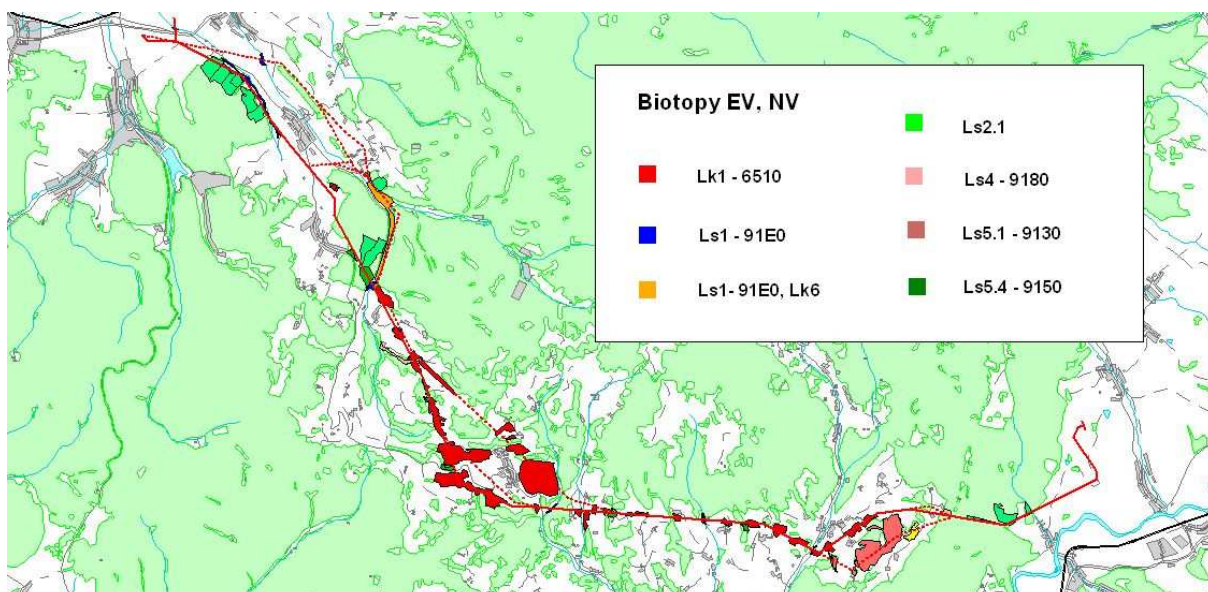 Biotopy EV, NV
Lk1 - 6510
Ls1 - 91E0
Ls1- 91E0, Lk6
Ls2.1
Ls4 - 9180
Ls5.1 - 9130
Ls5.4 - 9150